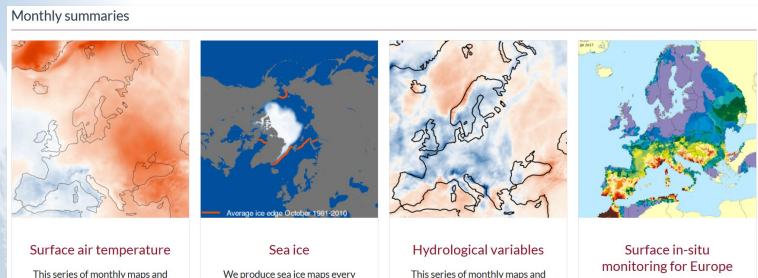 Monthly summaries
Average ice edge October 1981-2010
Surface air temperature
This series of monthly maps and
Sea ice
We produce sea ice maps every
Hydrological variables
This series of monthly maps and
Surface in-situ
monitoring for Europe